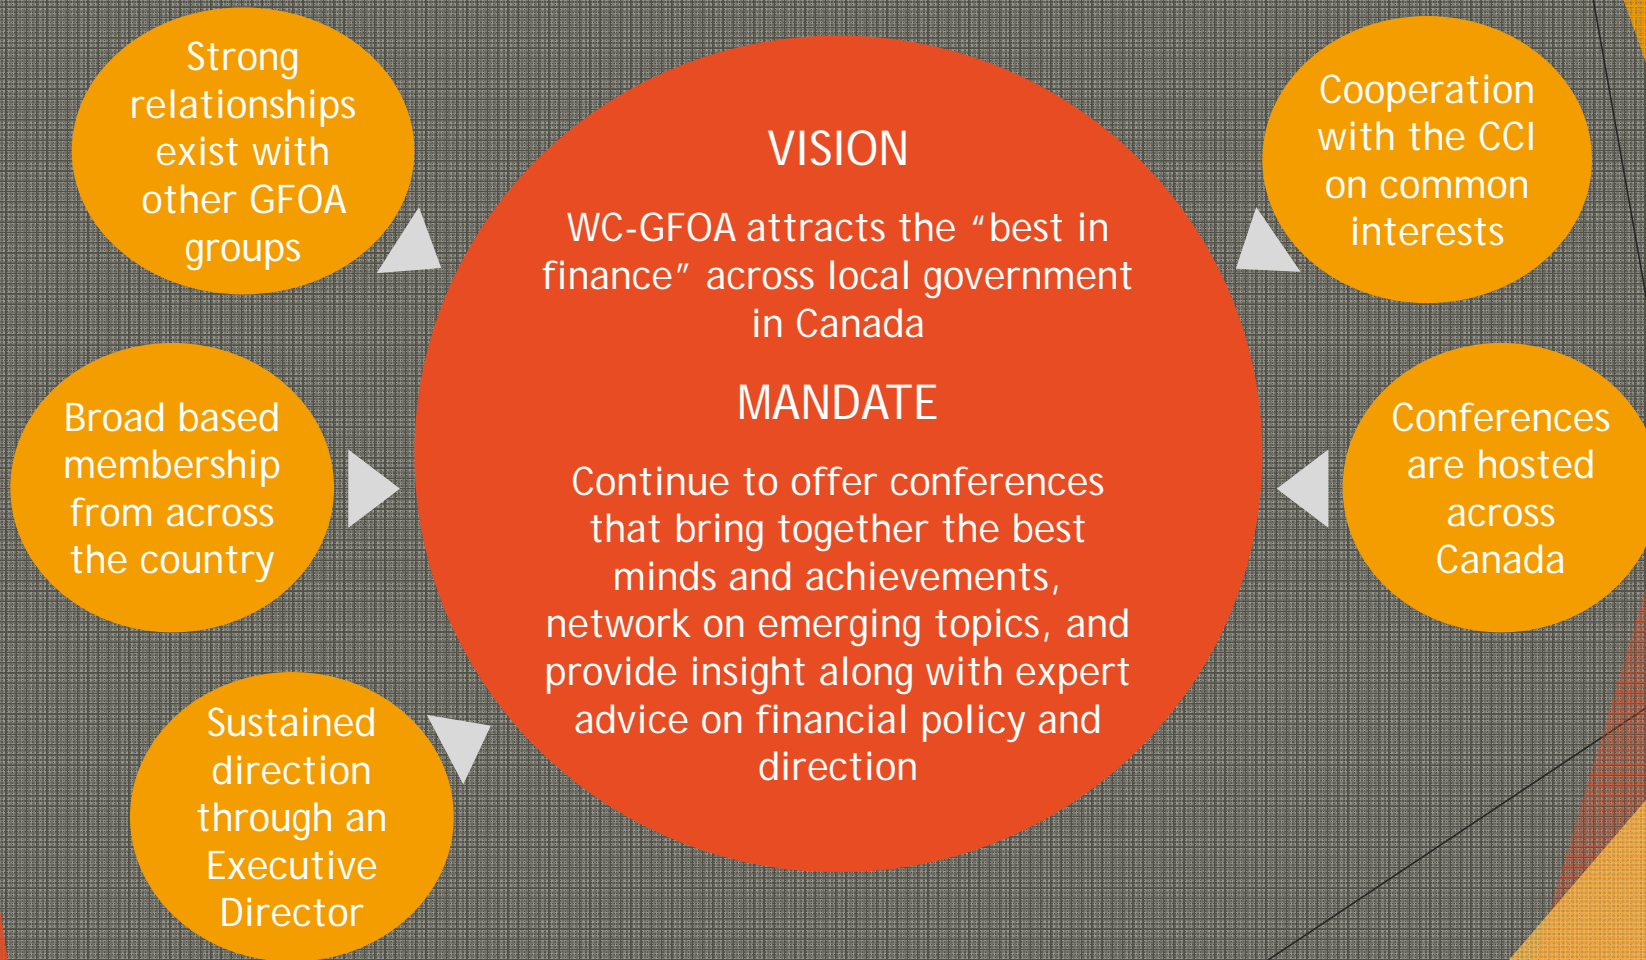 Strong
relationships
exist with
other GFOA
groups
Broad based
membership
from across
the country
Sustained
direction
through an
Executive
Director
VISION
WC-GFOA attracts the “best in
finance” across local government
in Canada
MANDATE
Continue to offer conferences
that bring together the best
minds and achievements,
network on emerging topics, and
provide insight along with expert
advice on financial policy and
direction
Cooperation
with the CCI
on common
interests
Conferences
are hosted
across
Canada